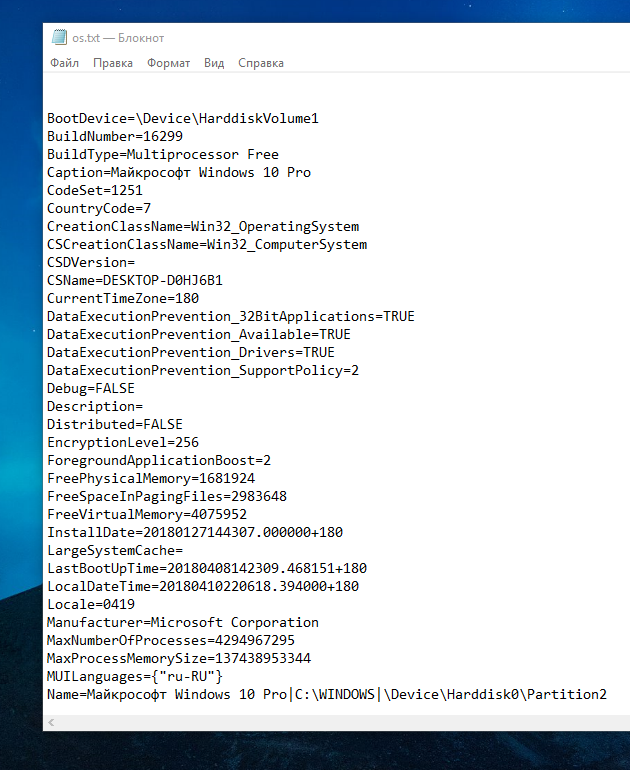 os.txt — Блокнот
Файл Правка Формат Вид Справка
BootDevice=\Device\HarddiskVolume1
BuildNumber=16299
BuildType=Multiprocessor Free
Caption=Майкрософт Windows 10 Pro
CodeSet=1251
CountryCode=7
CreationClassName=Win32_OperatingSystem
CSCreationClassName=Win32_ComputerSystem
CSDVersion=
CSName=DESKTOP-D0HJ6B1
CurrentTimeZone=180
DataExecutionPrevention_32BitApplications=TRUE
DataExecutionPrevention_Available=TRUE
DataExecutionPrevention_Drivers=TRUE
DataExecutionPrevention_SupportPolicy=2
Debug=FALSE
Description=
Distributed=FALSE
EncryptionLevel=256
ForegroundApplicationBoost=2
FreePhysicalMemory=1681924
FreeSpaceInPagingFiles=2983648
FreeVirtualMemory=4075952
InstallDate=20180127144307.000000+180
LargeSystemCache=
LastBootUpTime=20180408142309.468151+180
LocalDateTime=20180410220618.394000+180
Locale=0419
Manufacturer=Microsoft Corporation
MaxNumberOfProcesses=4294967295
MaxProcessMemorySize=137438953344
MUILanguages={"ru-RU"}
Name=Майкрософт Windows 10 Pro|C:\WINDOWS|\Device\Harddisk0\Partition2